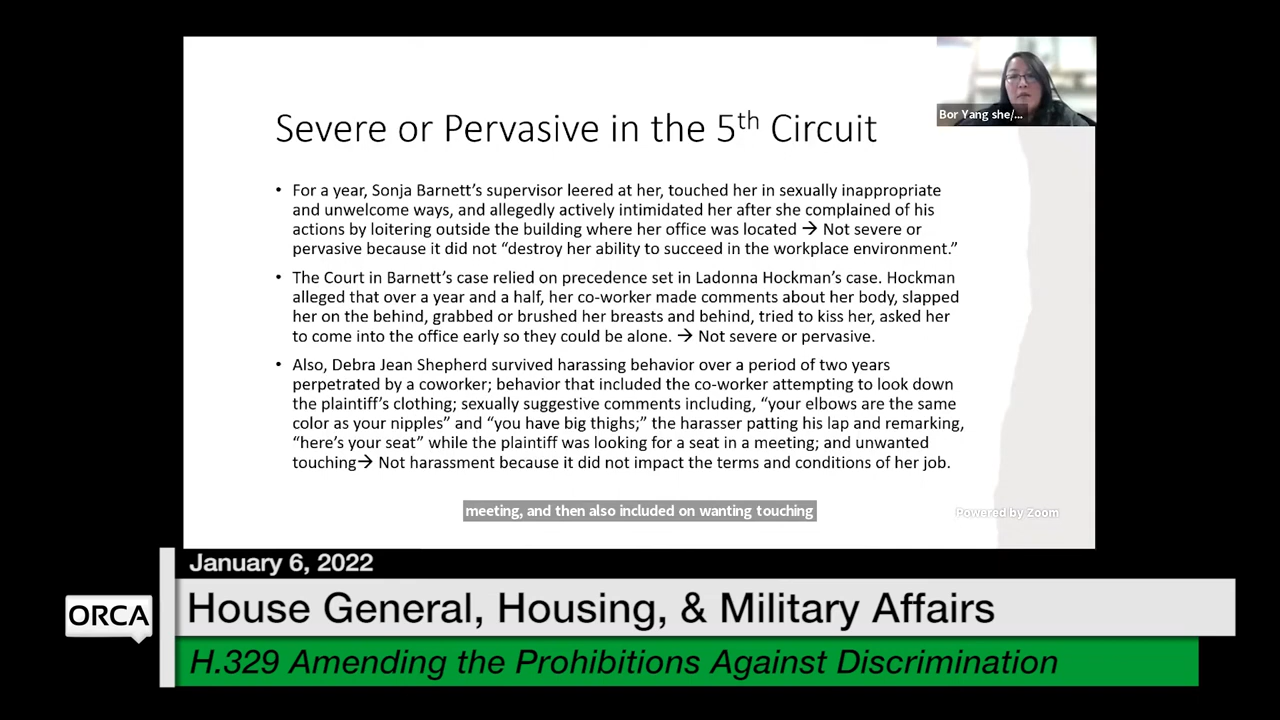 Bor Yang she/...
Severe or Pervasive in the 5th Circuit
• For a year, Sonja Barnett’s supervisor leered at her, touched her in sexually inappropriate
and unwelcome ways, and allegedly actively intimidated her after she complained of his
actions by loitering outside the building where her office was located → Not severe or
pervasive because it did not “destroy her ability to succeed in the workplace environment.”
• The Court in Barnett’s case relied on precedence set in Ladonna Hockman’s case. Hockman
alleged that over a year and a half, her co-worker made comments about her body, slapped
her on the behind, grabbed or brushed her breasts and behind, tried to kiss her, asked her
to come into the office early so they could be alone. → Not severe or pervasive.
• Also, Debra Jean Shepherd survived harassing behavior over a period of two years
perpetrated by a coworker; behavior that included the co-worker attempting to look down
the plaintiff’s clothing; sexually suggestive comments including, “your elbows are the same
color as your nipples” and “you have big thighs;” the harasser patting his lap and remarking,
“here’s your seat” while the plaintiff was looking for a seat in a meeting; and unwanted
touching→ Not harassment because it did not impact the terms and conditions of her job.
meeting, and then also included on wanting touching
Powered by Zoom
January 6, 2022
ORCA
House General, Housing, & Military Affairs
H.329 Amending the Prohibitions Against Discrimination